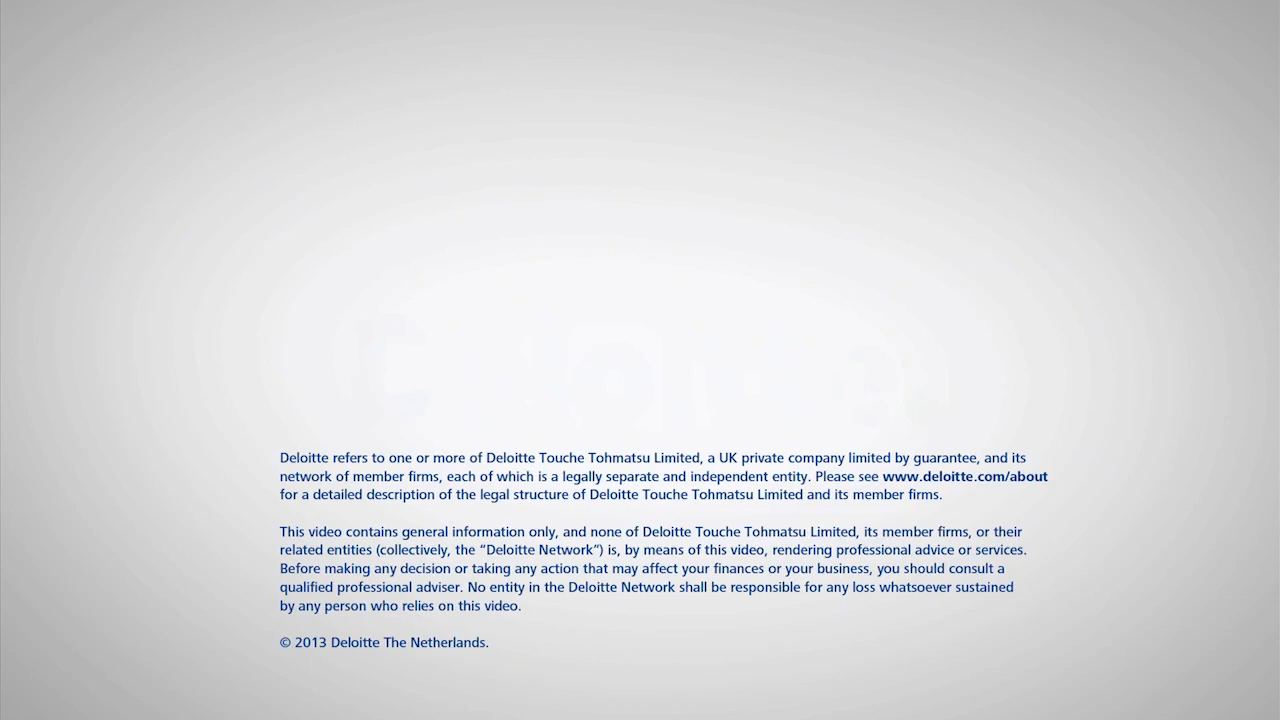 Deloitte refers to one or more of Deloitte Touche Tohmatsu Limited, a UK private company limited by guarantee, and its
network of member firms, each of which is a legally separate and independent entity. Please see www.deloitte.com/about
for a detailed description of the legal structure of Deloitte Touche Tohmatsu Limited and its member firms.
This video contains general information only, and none of Deloitte Touche Tohmatsu Limited, its member firms, or their
related entities (collectively, the “Deloitte Network”) is, by means of this video, rendering professional advice or services.
Before making any decision or taking any action that may affect your finances or your business, you should consult a
qualified professional adviser. No entity in the Deloitte Network shall be responsible for any loss whatsoever sustained
by any person who relies on this video.
© 2013 Deloitte The Netherlands.